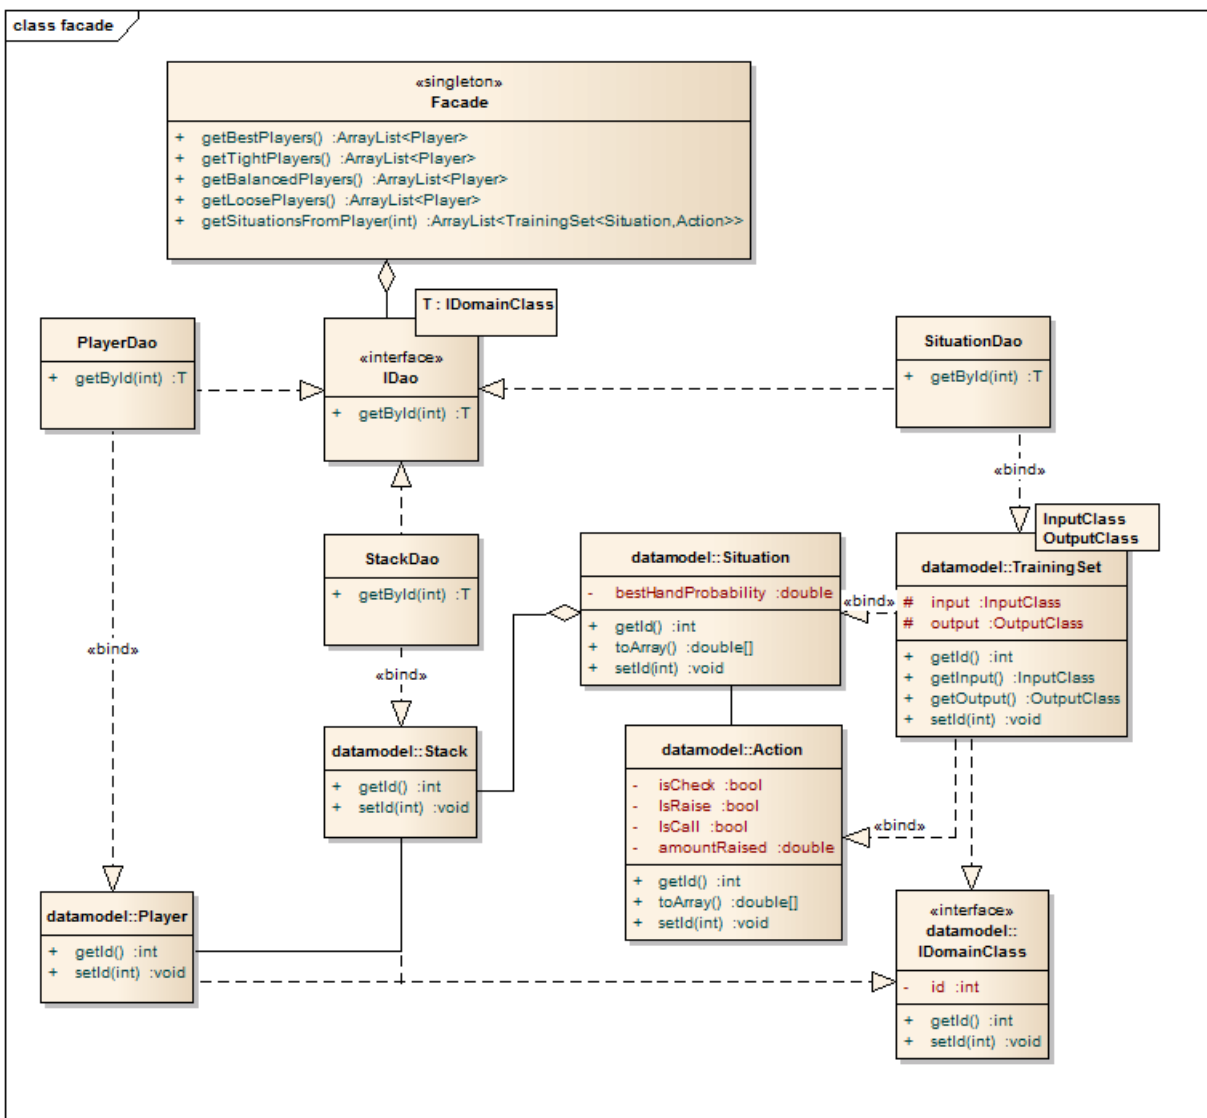 class facade
«singleton»
Facade
+ getBestPlayers() :ArrayList<Player>
+ getTightPlayers() :ArrayList<Player>
+ getBalancedPlayers() :ArrayList<Player>
+ getLoosePlayers() :ArrayList<Player>
+ getSituationsFromPlayer(int) :ArrayList<TrainingSet<Situation,Action>>
T : IDomainClass
PlayerDao
+ getById(int) :T
«interface»
IDao
+ getById(int) :T
SituationDao
+ getById(int) :T
«bind»
InputClass
OutputClass
StackDao
+ getById(int) :T
datamodel::Situation
- bestHandProbability :double
+ getId() :int
+ toArray() :double[]
+ setId(int) :void
«bind»
datamodel::TrainingSet
# input :InputClass
# output :OutputClass
+ getId() :int
+ getInput() :InputClass
+ getOutput() :OutputClass
+ setId(int) :void
«bind»
«bind»
datamodel::Stack
+ getId() :int
+ setId(int) :void
datamodel::Action
- isCheck :bool
- IsRaise :bool
- IsCall :bool
- amountRaised :double
+ getId() :int
+ toArray() :double[]
+ setId(int) :void
«bind»
datamodel::Player
+ getId() :int
+ setId(int) :void
«interface»
datamodel::
IDomainClass
- id :int
+ getId() :int
+ setId(int) :void